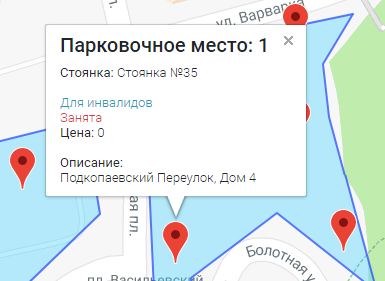 ул. Варварка
Парковочное место: 1
×
Стоянка: Стоянка №35
Для инвалидов
Занята
Цена: 0
Описание:
Подкопаевский Переулок, Дом 4
ая пл.
Болотная у
пл. Васильевский